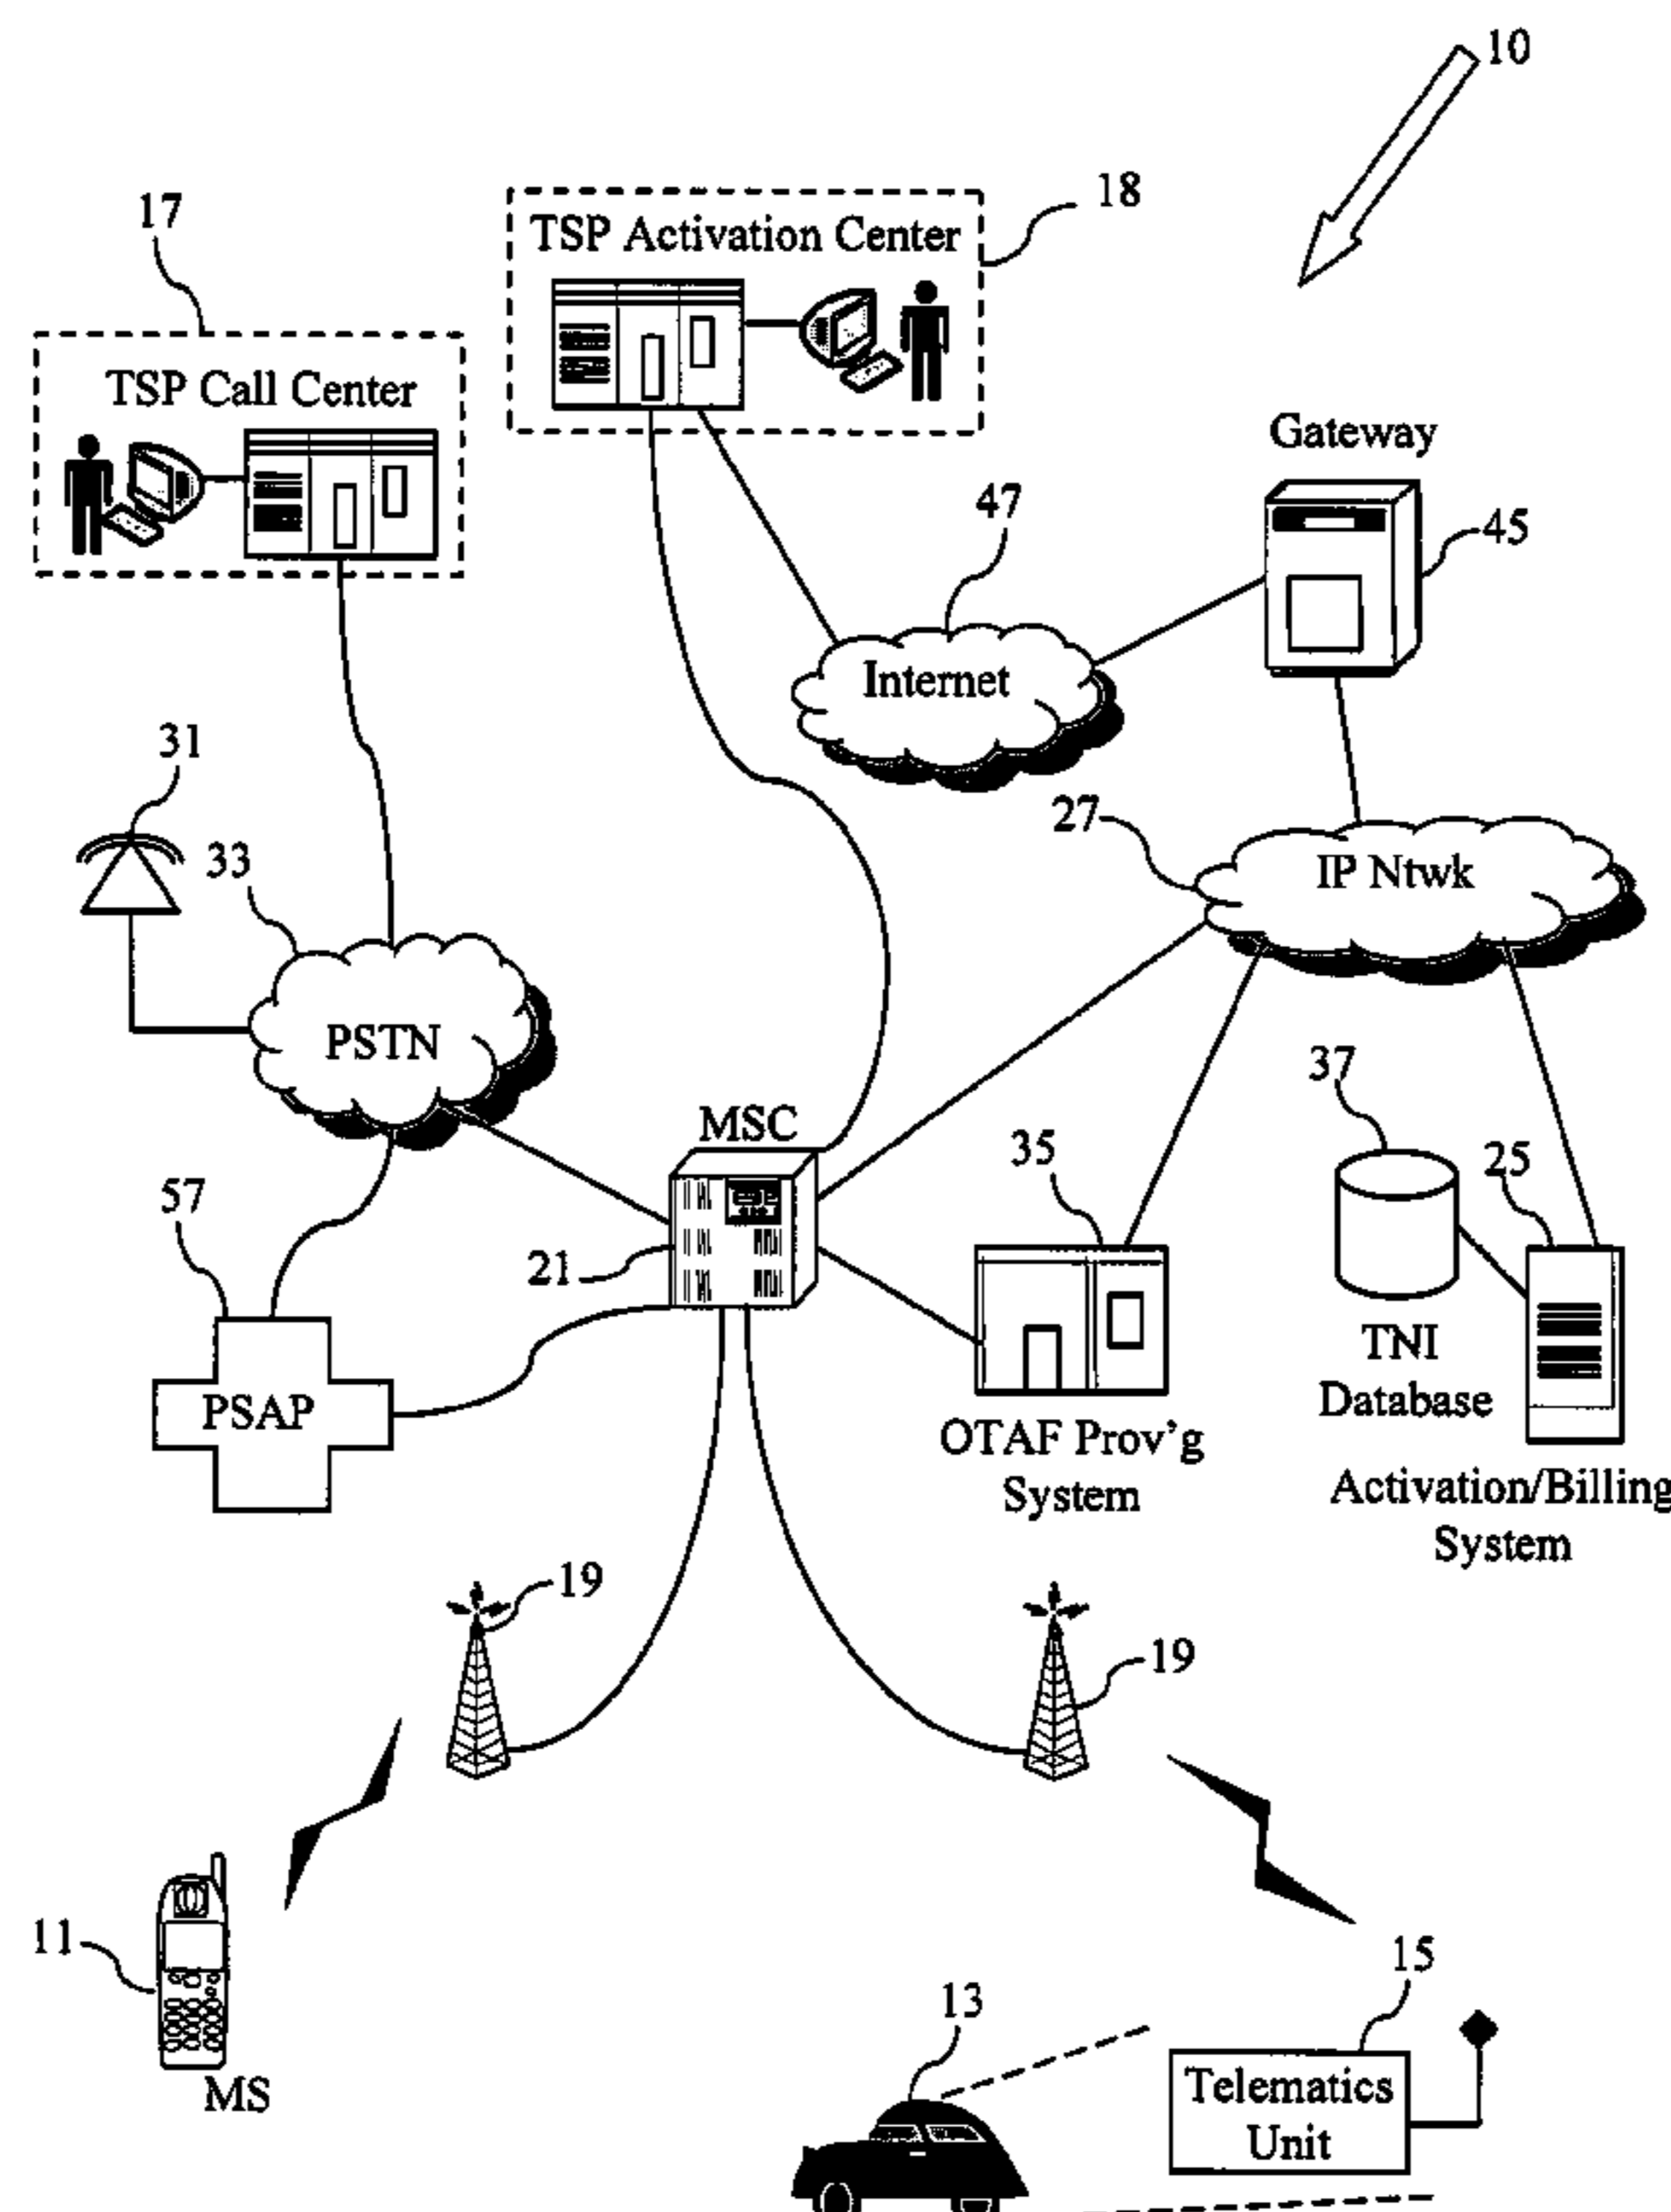 10
17
18
TSP Activation Center
TSP Call Center
Gateway
47
45
Internet
31
27
33
IP Ntwk
PSTN
37
MSC
35
25
57
21
TNI
Database
PSAP
OTAF Prov'g
System
Activation/Billing
System
19
19
11
15
13
MS
Telematics
Unit